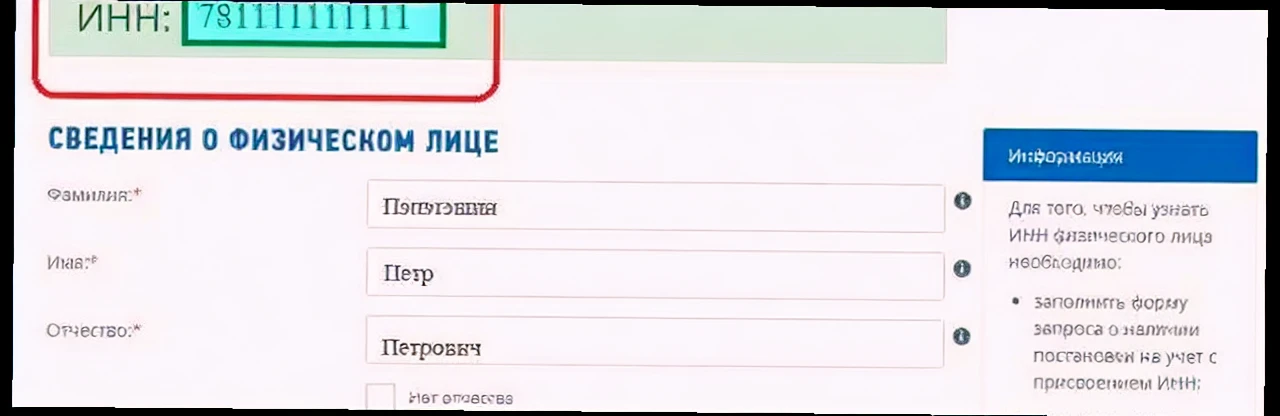 ИНН: 781111111111
СВЕДЕНИЯ О ФИЗИЧЕСКОМ ЛИЦЕ
Фамилия:*
Имя:*
Петр
Отчество:*
Петрович
Нет отчества
Информация
Для того, чтобы узнать
ИНН физического лица
необходимо:
• заполнить форму
запроса о наличии
постановки на учет с
присвоением ИНН;